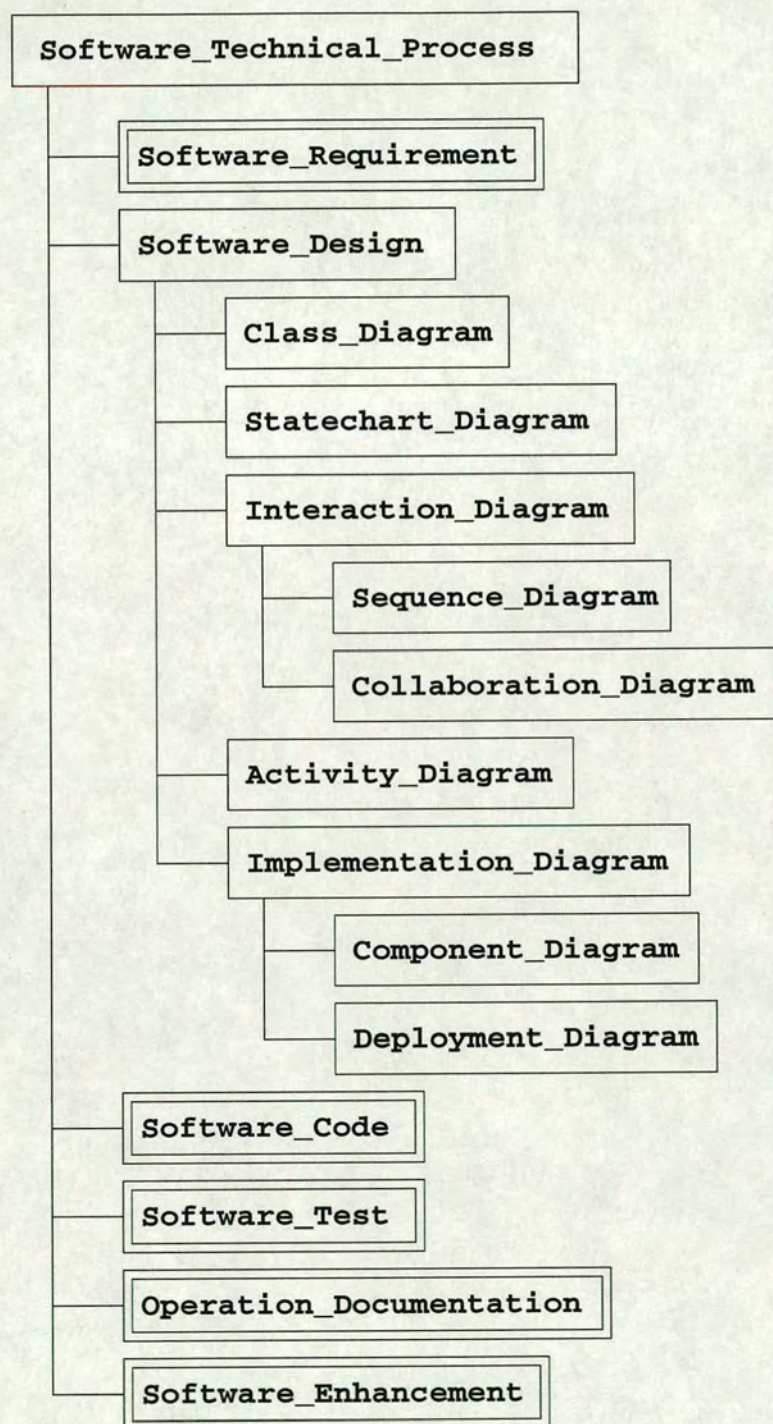 Software_Technical_Process
Software_Requirement
Software_Design
Class_Diagram
Statechart_Diagram
Interaction_Diagram
Sequence_Diagram
Collaboration_Diagram
Activity_Diagram
Implementation_Diagram
Component_Diagram
Deployment_Diagram
Software_Code
Software_Test
Operation_Documentation
Software_Enhancement